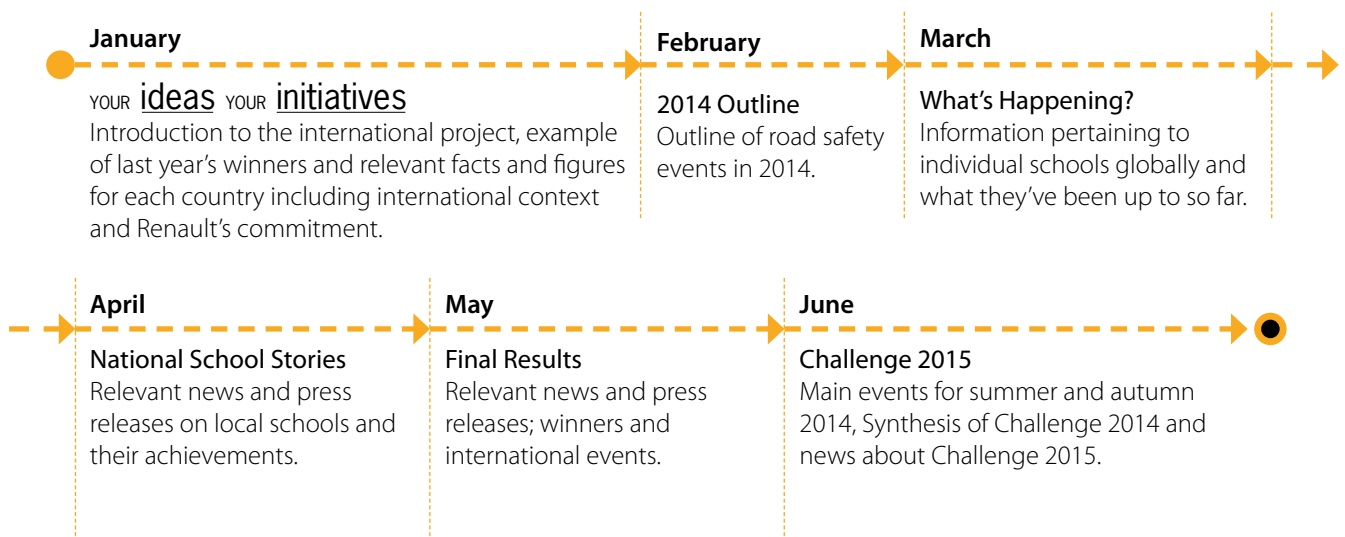 January
YOUR ideas YOUR initiatives
Introduction to the international project, example
of last year's winners and relevant facts and figures
for each country including international context
and Renault's commitment.
February
2014 Outline
Outline of road safety
events in 2014.
March
What's Happening?
Information pertaining to
individual schools globally and
what they've been up to so far.
April
National School Stories
Relevant news and press
releases on local schools and
their achievements.
May
Final Results
Relevant news and press
releases; winners and
international events.
June
Challenge 2015
Main events for summer and autumn
2014, Synthesis of Challenge 2014 and
news about Challenge 2015.